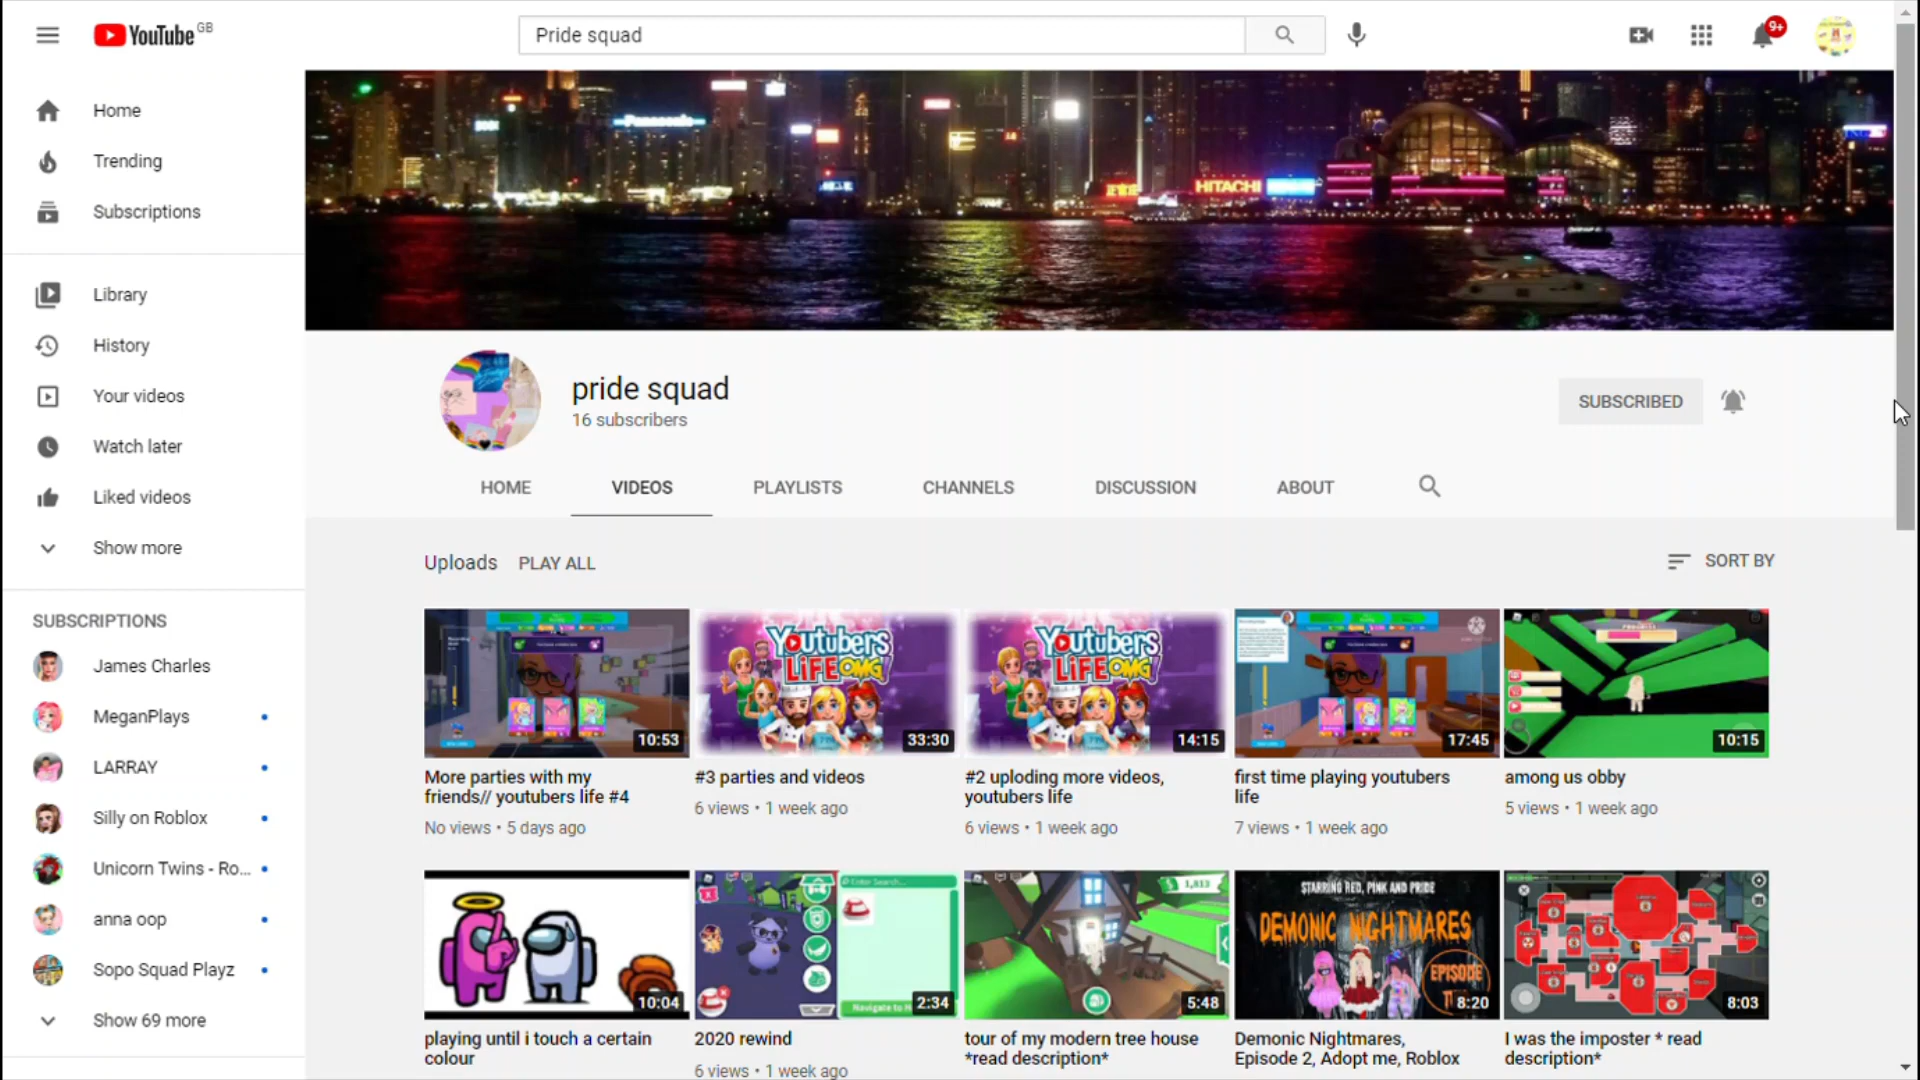 YouTube GB
Pride squad
9+
Home
Trending
Subscriptions
Library
History
Your videos
Watch later
Liked videos
Show more
SUBSCRIPTIONS
James Charles
MeganPlays
LARRAY
Silly on Roblox
Unicorn Twins - Ro...
anna oop
Sopo Squad Playz
Show 69 more
Panasonic
HITACHI
pride squad
16 subscribers
SUBSCRIBED
HOME
VIDEOS
PLAYLISTS
CHANNELS
DISCUSSION
ABOUT
Uploads PLAY ALL
SORT BY
10:53
More parties with my
friends// youtubers life #4
No views • 5 days ago
YouTubers
LiFE OMG
33:30
#3 parties and videos
6 views • 1 week ago
YouTubers
LiFE OMG
14:15
#2 uploding more videos,
youtubers life
6 views • 1 week ago
17:45
first time playing youtubers
life
7 views • 1 week ago
10:15
among us obby
5 views • 1 week ago
10:04
playing until i touch a certain
colour
Enter Search...
Navigate to H
2:34
2020 rewind
6 views • 1 week ago
1,813
5:48
tour of my modern tree house
*read description*
STARRING RED, PINK AND PRIDE
DEMONIC NIGHTMARES
EPISODE
8:20
Demonic Nightmares,
Episode 2, Adopt me, Roblox
8:03
I was the imposter * read
description*